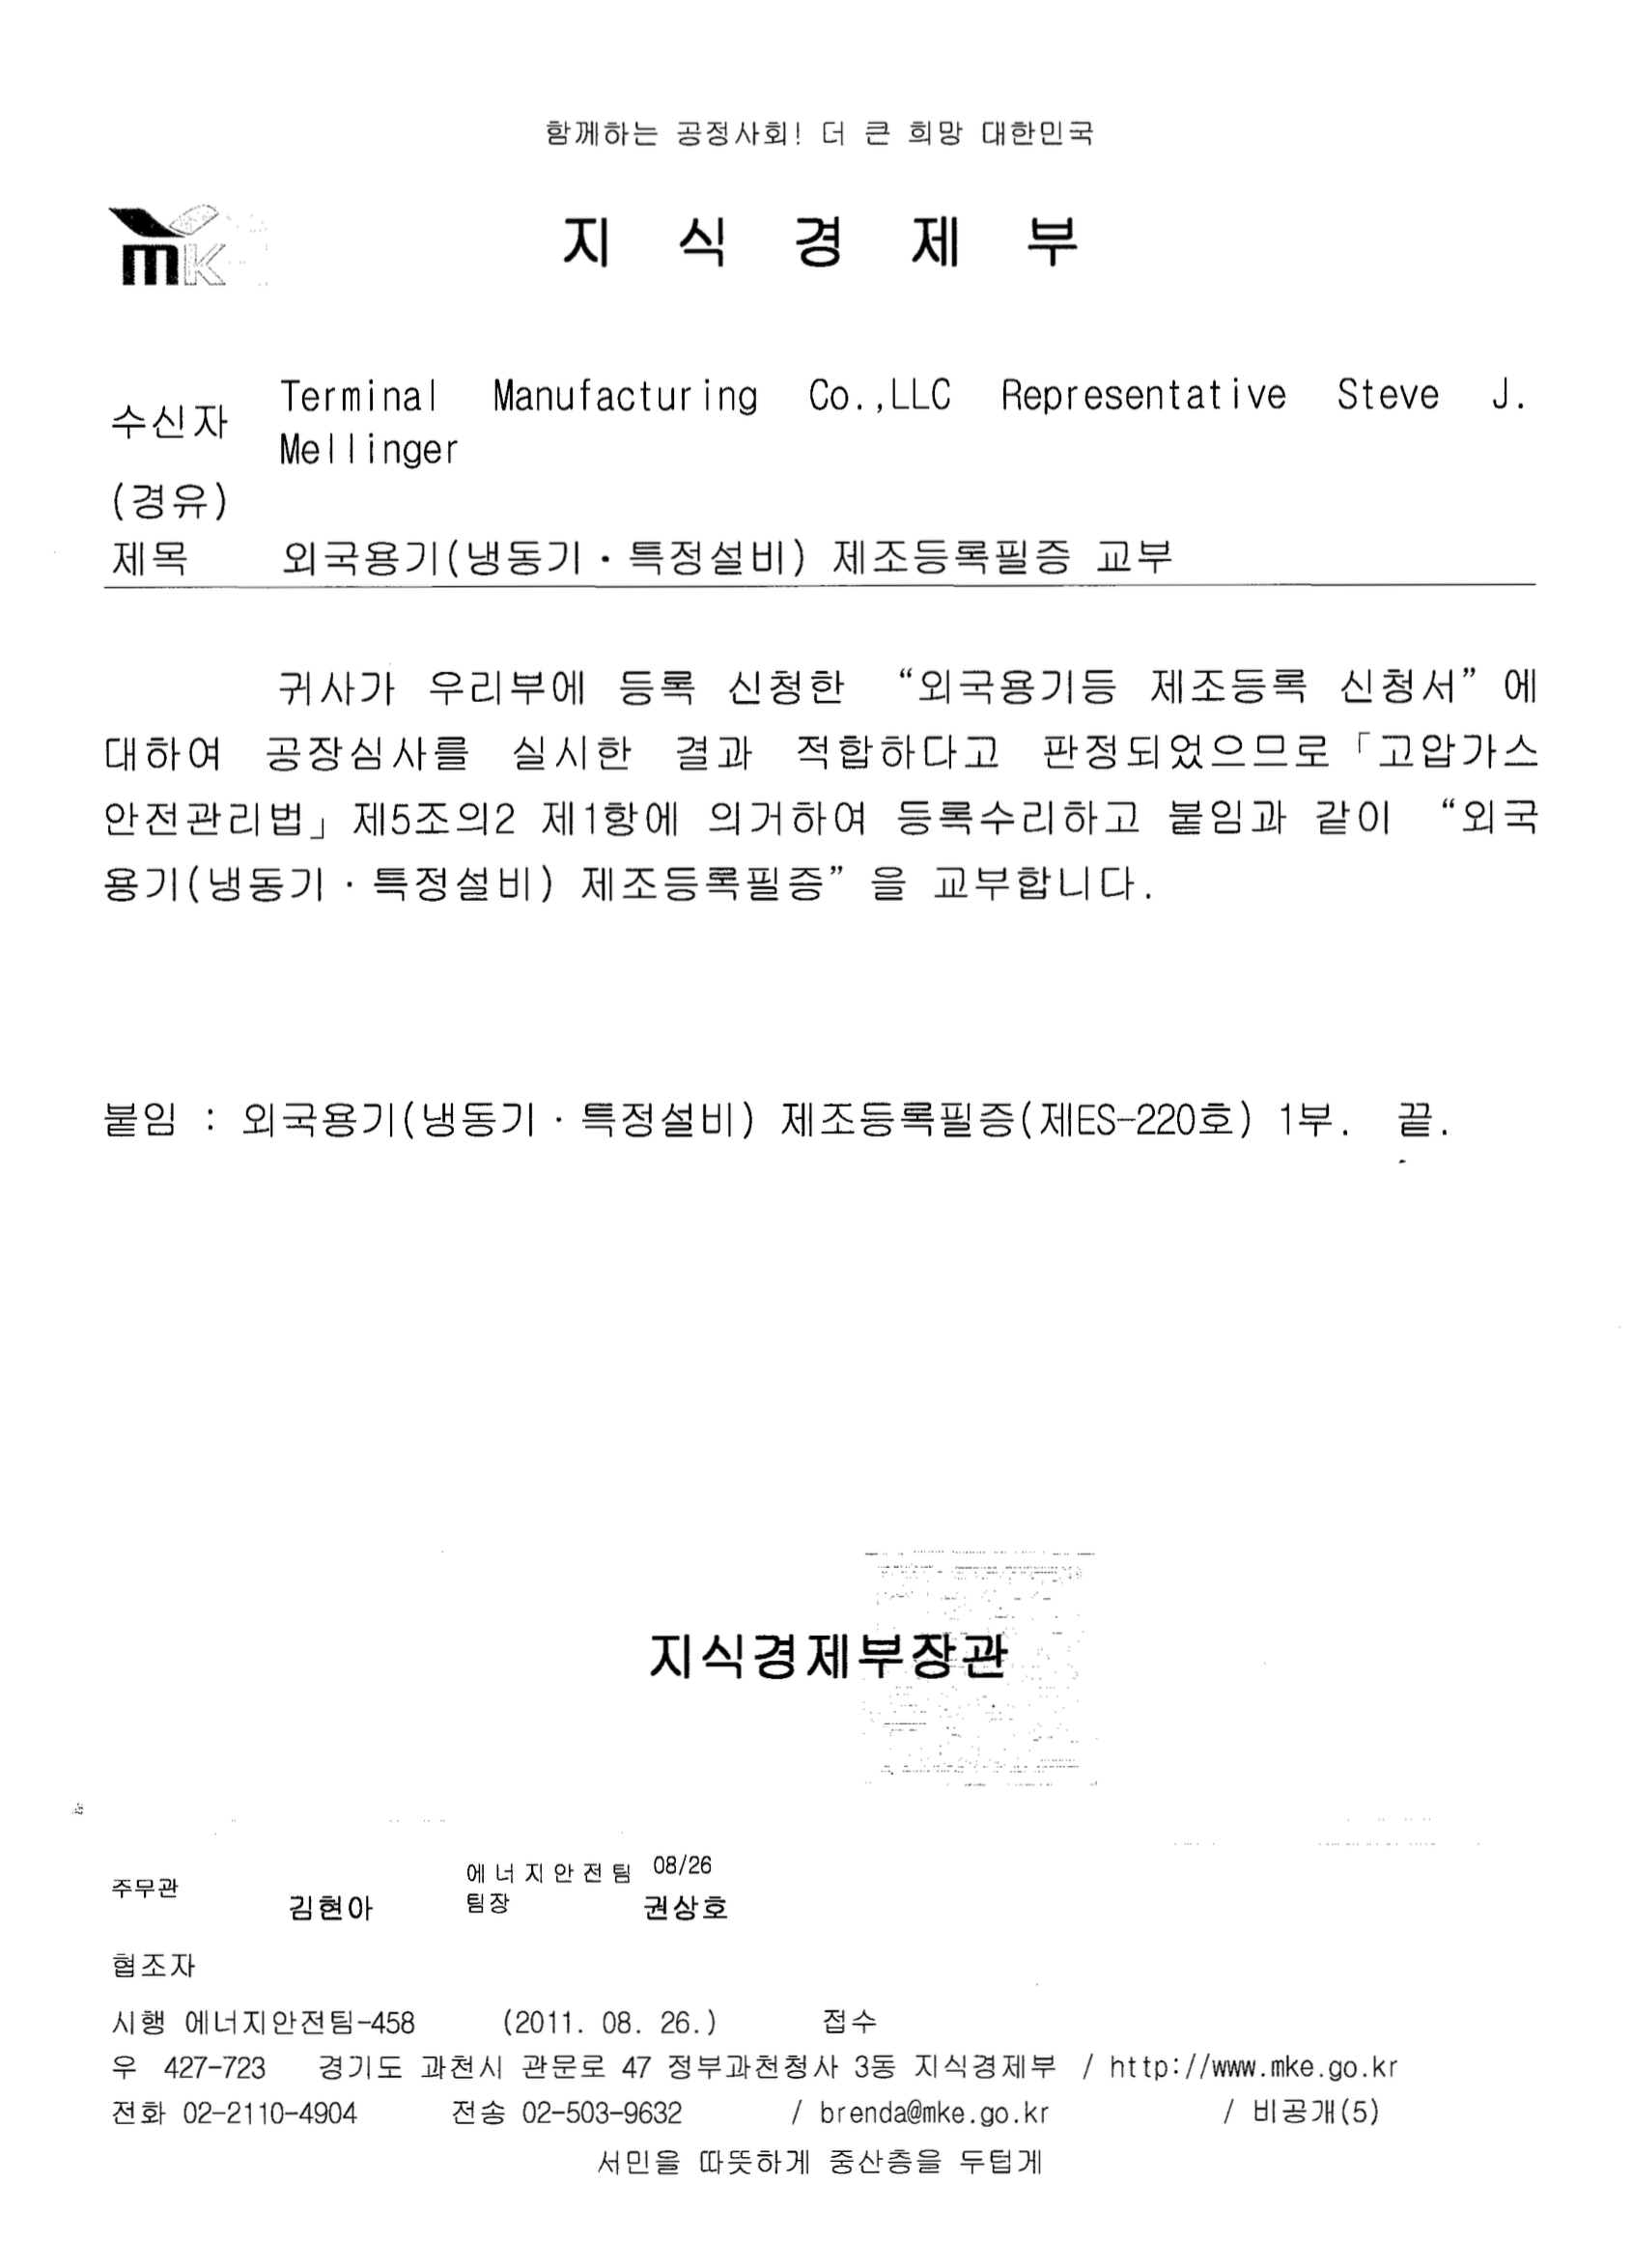 함께하는 공정사회! 더 큰 희망 대한민국
mk
지 식 경 제 부
수신자 Terminal Manufacturing Co.,LLC Representative Steve J.
Mellinger
(경유)
제목 외국용기(냉동기·특정설비) 제조등록필증 교부
귀사가 우리부에 등록 신청한 “외국용기등 제조등록 신청서”에
대하여 공장심사를 실시한 결과 적합하다고 판정되었으므로「고압가스
안전관리법」제5조의2 제1항에 의거하여 등록수리하고 붙임과 같이 “외국
용기(냉동기·특정설비) 제조등록필증”을 교부합니다.
붙임 : 외국용기(냉동기·특정설비) 제조등록필증(제ES-220호) 1부. 끝.
지식경제부장관
주무관 김현아 에너지안전팀 08/26
팀장 권상호
협조자
시행 에너지안전팀-458 (2011. 08. 26.) 접수
우 427-723 경기도 과천시 관문로 47 정부과천청사 3동 지식경제부 / http://www.mke.go.kr
전화 02-2110-4904 전송 02-503-9632 / brenda@mke.go.kr / 비공개(5)
서민을 따뜻하게 중산층을 두텁게